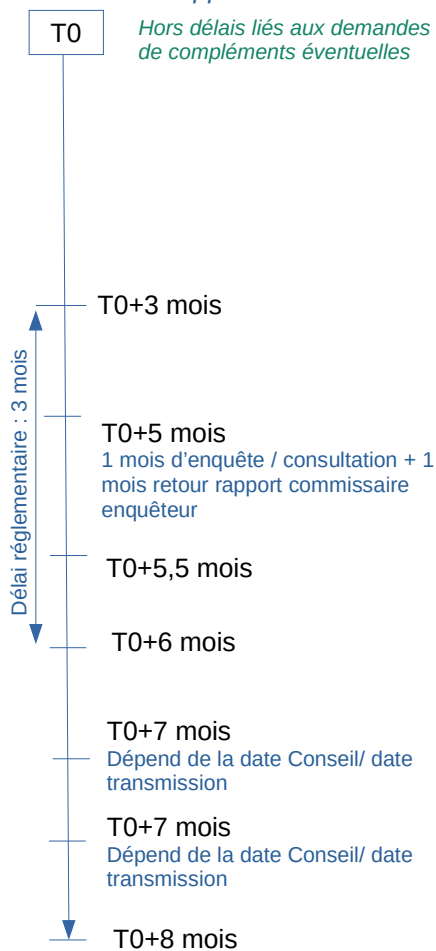 T0
Hors délais liés aux demandes
de compléments éventuelles
T0+3 mois
Délai réglementaire : 3 mois
T0+5 mois
1 mois d'enquête / consultation + 1
mois retour rapport commissaire
enquêteur
T0+5,5 mois
T0+6 mois
T0+7 mois
Dépend de la date Conseil/ date
transmission
T0+7 mois
Dépend de la date Conseil/ date
transmission
T0+8 mois